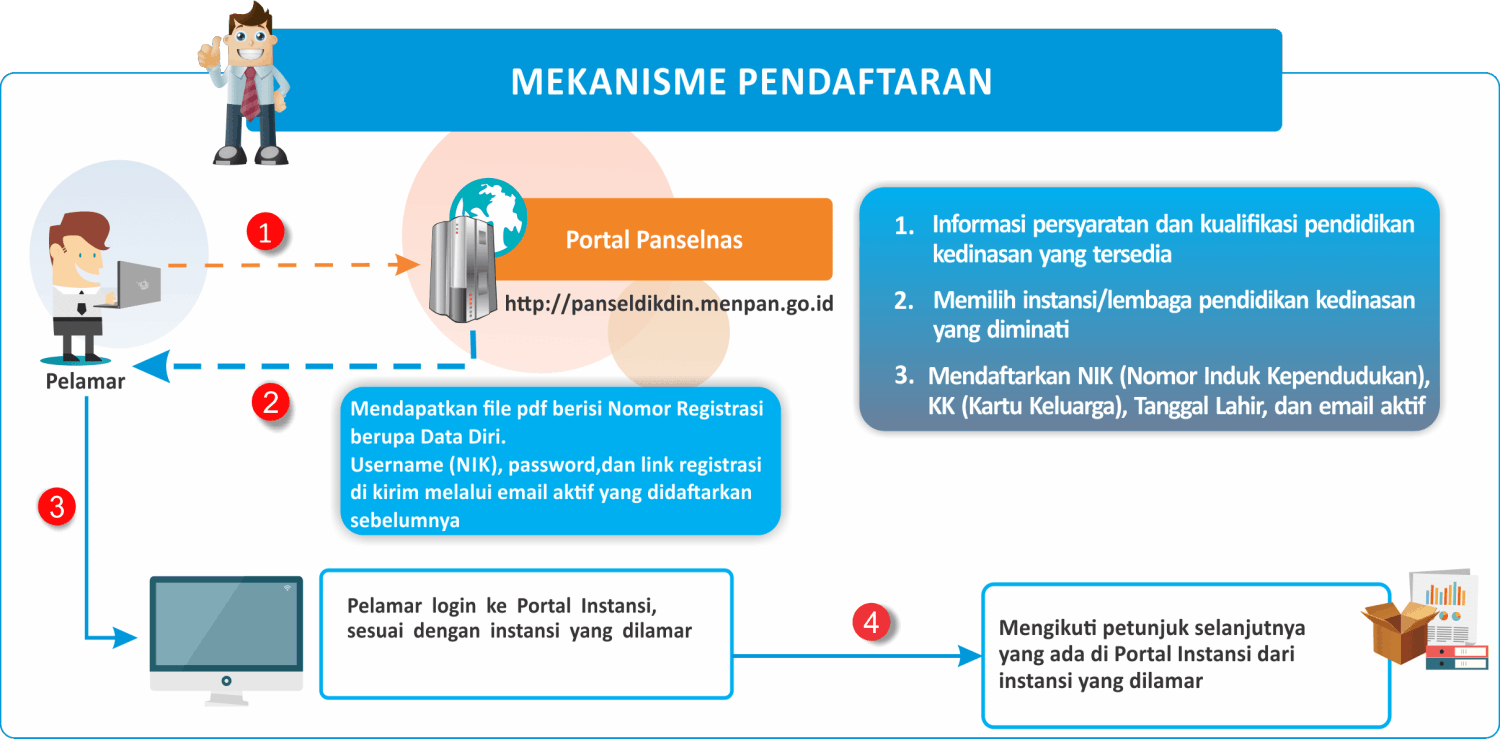 MEKANISME PENDAFTARAN
1
Portal Panselnas
http://panseldikdin.menpan.go.id
1. Informasi persyaratan dan kualifikasi pendidikan
kedinasan yang tersedia
2. Memilih instansi/lembaga pendidikan kedinasan
yang diminati
3. Mendaftarkan NIK (Nomor Induk Kependudukan),
KK (Kartu Keluarga), Tanggal Lahir, dan email aktif
Pelamar
2
Mendapatkan file pdf berisi Nomor Registrasi
berupa Data Diri.
Username (NIK), password,dan link registrasi
di kirim melalui email aktif yang didaftarkan
sebelumnya
3
Pelamar login ke Portal Instansi,
sesuai dengan instansi yang dilamar
4
Mengikuti petunjuk selanjutnya
yang ada di Portal Instansi dari
instansi yang dilamar